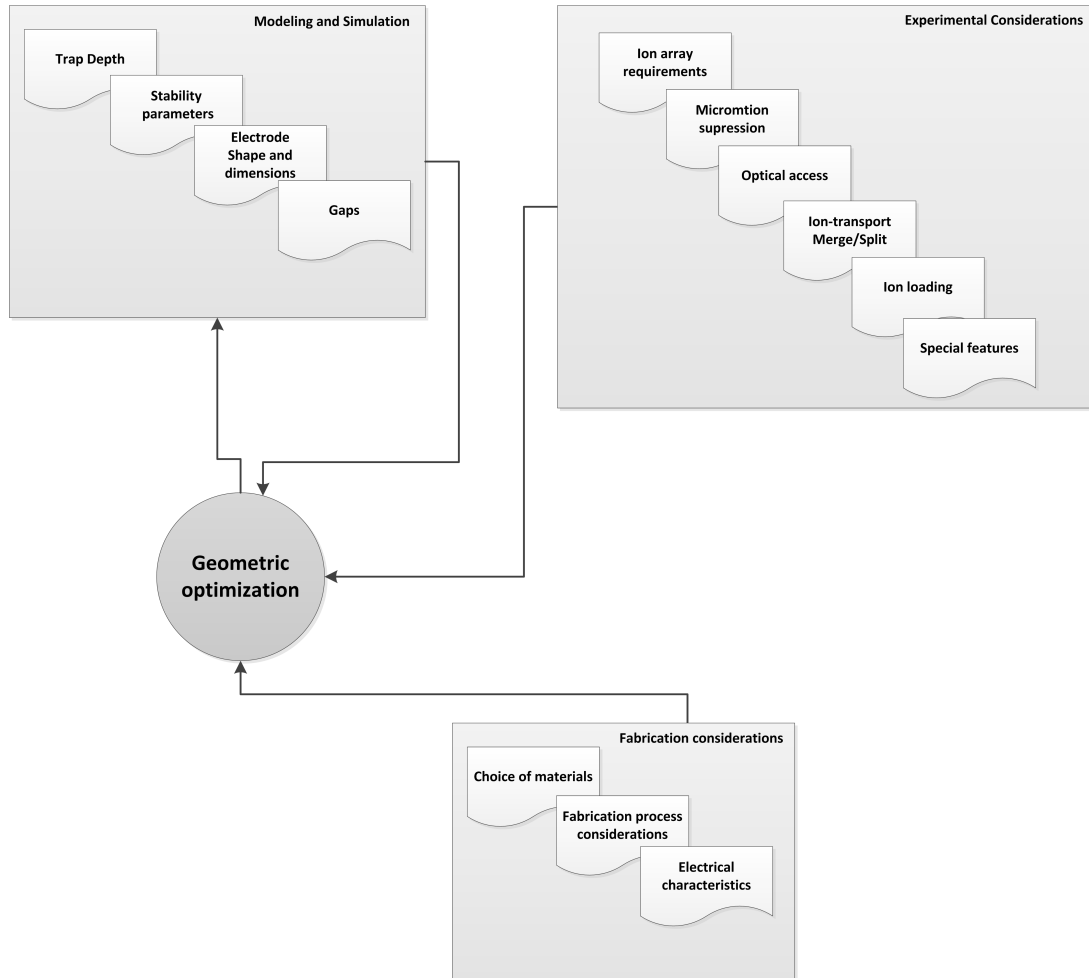 Modeling and Simulation
Trap Depth
Stability
parameters
Electrode
Shape and
dimensions
Gaps
Experimental Considerations
Ion array
requirements
Micromtion
supression
Optical access
Ion-transport
Merge/Split
Ion loading
Special features
Geometric
optimization
Fabrication considerations
Choice of materials
Fabrication process
considerations
Electrical
characteristics